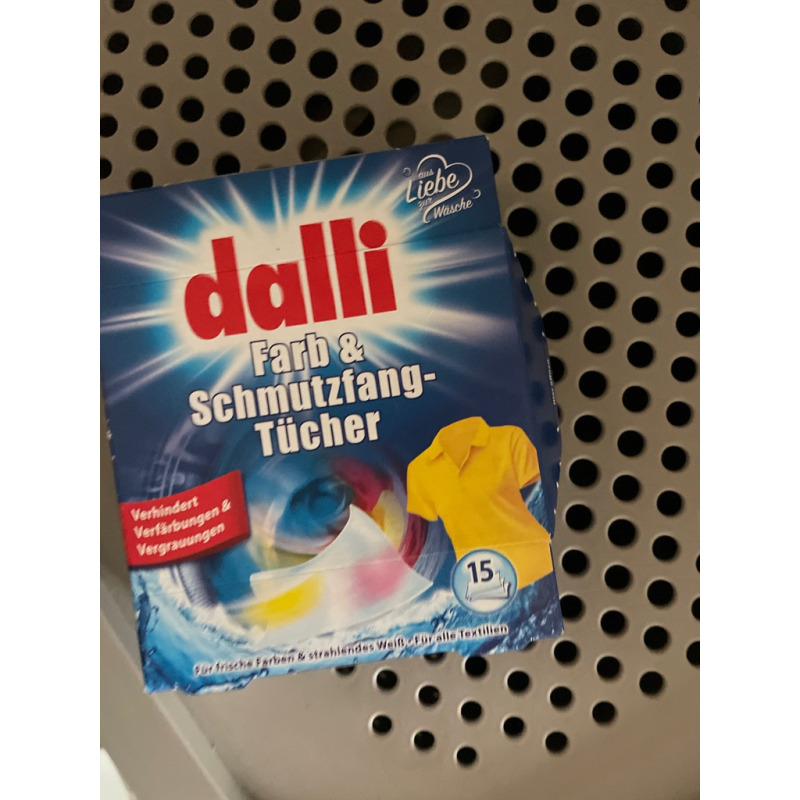 aus
Liebe
zur
Wäsche
dalli
Farb &
Schmutzfang-
Tücher
Verhindert
Verfärbungen &
Vergrauungen
15
Für frische Farben & strahlendes Weiß • Für alle Textilien